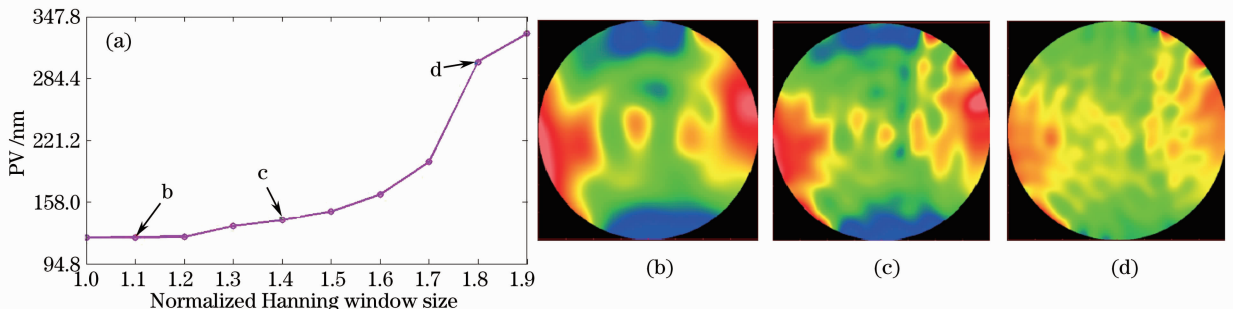 347.8
(a)
284.4
d
221.2
PV /nm
c
b
158.0
94.8
1.0 1.1 1.2 1.3 1.4 1.5 1.6 1.7 1.8 1.9
Normalized Hanning window size
(b)
(c)
(d)